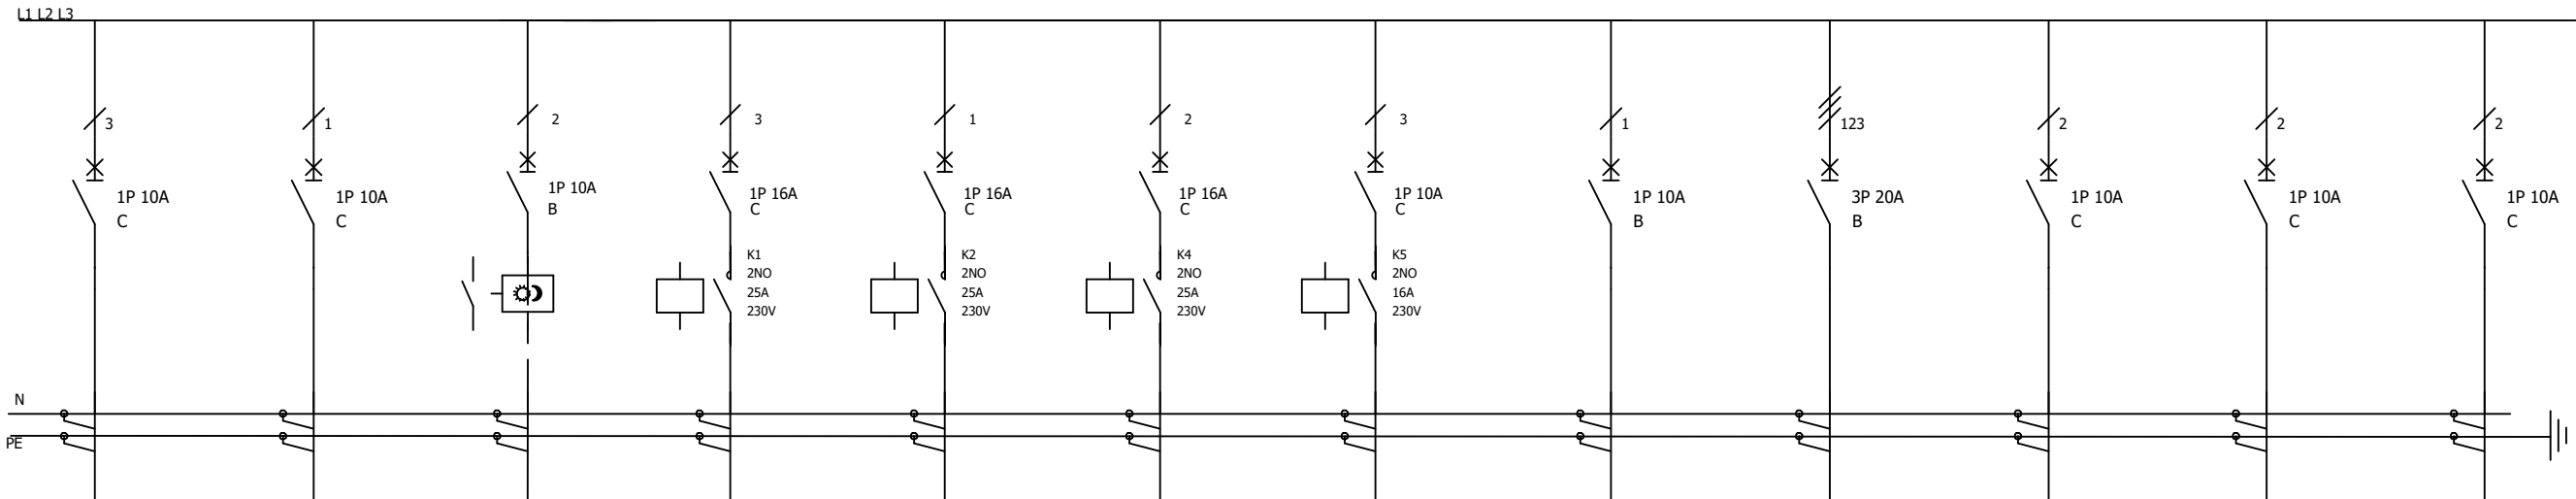 L1 L2 L3
3
1
2
3
1
2
3
1
123
2
2
2
1P 10A
C
1P 10A
C
1P 10A
B
1P 16A
C
1P 16A
C
1P 16A
C
1P 10A
C
1P 10A
B
3P 20A
B
1P 10A
C
1P 10A
C
1P 10A
C
K1
2NO
25A
230V
K2
2NO
25A
230V
K4
2NO
25A
230V
K5
2NO
16A
230V
N
PE